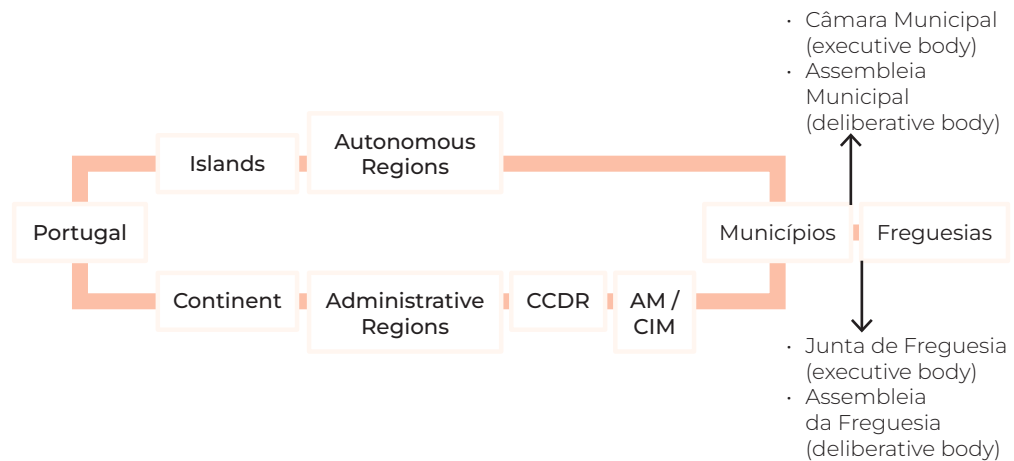 • Câmara Municipal
(executive body)
• Assembleia
Municipal
(deliberative body)
Autonomous
Regions
Islands
Portugal
Municípios
Freguesias
Continent
Administrative
Regions
CCDR
AM /
CIM
• Junta de Freguesia
(executive body)
• Assembleia
da Freguesia
(deliberative body)